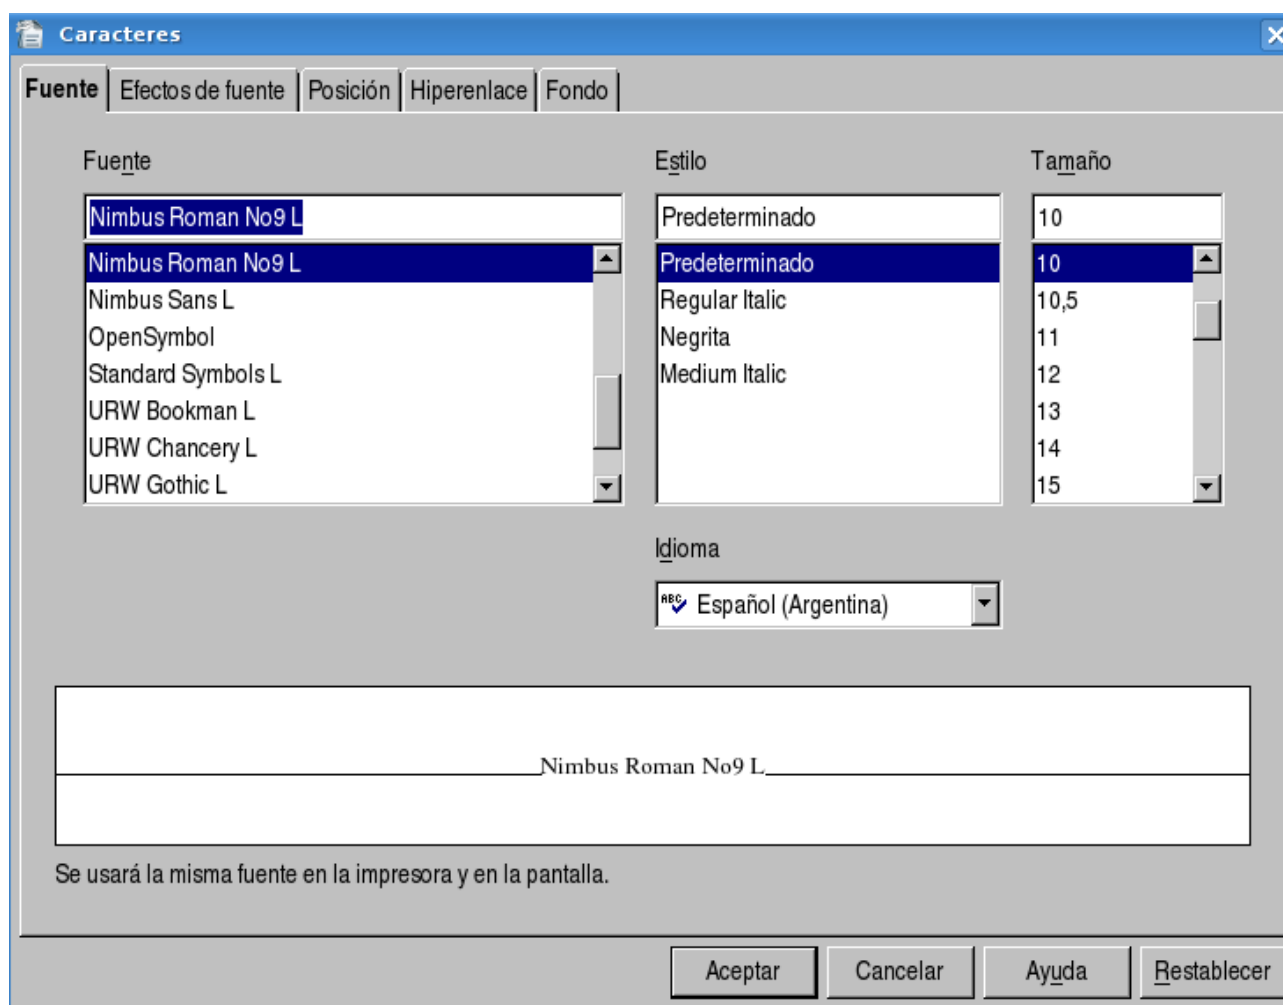 Caracteres
Fuente Efectos de fuente Posición Hiperenlace Fondo
Fuente Estilo Tamaño
Nimbus Roman No9 L Predeterminado 10
Nimbus Roman No9 L Predeterminado 10
Nimbus Sans L Regular Italic 10,5
OpenSymbol Negrita 11
Standard Symbols L Medium Italic 12
URW Bookman L 13
URW Chancery L 14
URW Gothic L 15
Idioma
ABC Español (Argentina)
Nimbus Roman No9 L
Se usará la misma fuente en la impresora y en la pantalla.
Aceptar Cancelar Ayuda Restablecer